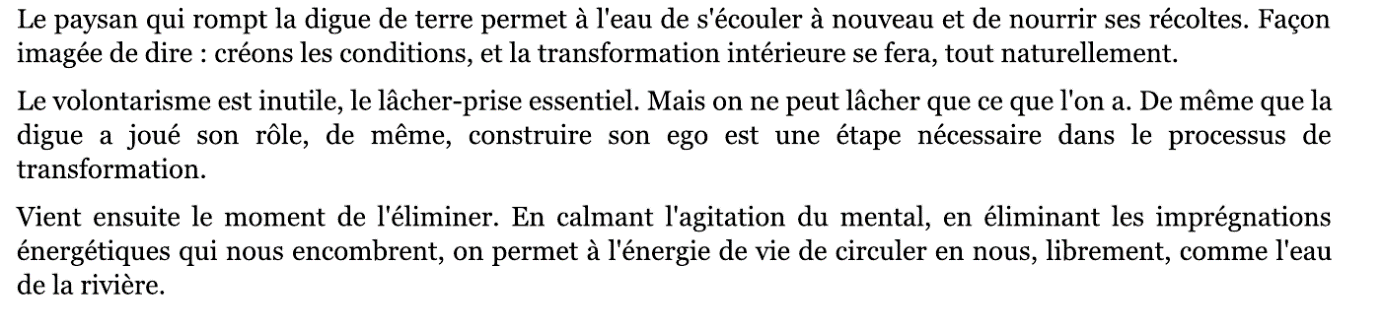 Le paysan qui rompt la digue de terre permet à l'eau de s'écouler à nouveau et de nourrir ses récoltes. Façon
imagée de dire : créons les conditions, et la transformation intérieure se fera, tout naturellement.
Le volontarisme est inutile, le lâcher-prise essentiel. Mais on ne peut lâcher que ce que l'on a. De même que la
digue a joué son rôle, de même, construire son ego est une étape nécessaire dans le processus de
transformation.
Vient ensuite le moment de l'éliminer. En calmant l'agitation du mental, en éliminant les imprégnations
énergétiques qui nous encombrent, on permet à l'énergie de vie de circuler en nous, librement, comme l'eau
de la rivière.